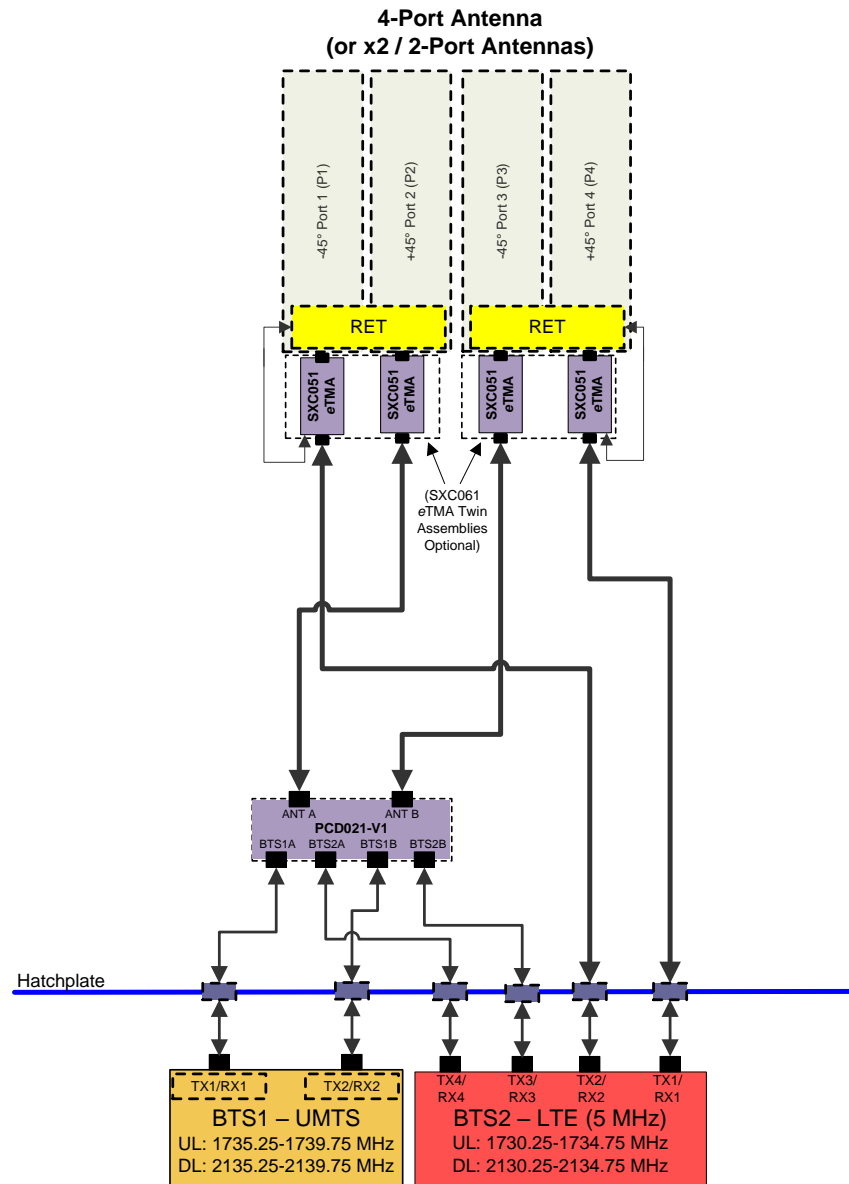 4-Port Antenna
(or x2 / 2-Port Antennas)
-45° Port 1 (P1)
+45° Port 2 (P2)
-45° Port 3 (P3)
+45° Port 4 (P4)
RET
RET
SXC051
eTMA
SXC051
eTMA
SXC051
eTMA
SXC051
eTMA
(SXC061
eTMA Twin
Assemblies
Optional)
ANT A
ANT B
PCD021-V1
BTS1A
BTS2A
BTS1B
BTS2B
Hatchplate
TX1/RX1
TX2/RX2
BTS1 – UMTS
UL: 1735.25-1739.75 MHz
DL: 2135.25-2139.75 MHz
TX4/
RX4
TX3/
RX3
TX2/
RX2
TX1/
RX1
BTS2 – LTE (5 MHz)
UL: 1730.25-1734.75 MHz
DL: 2130.25-2134.75 MHz